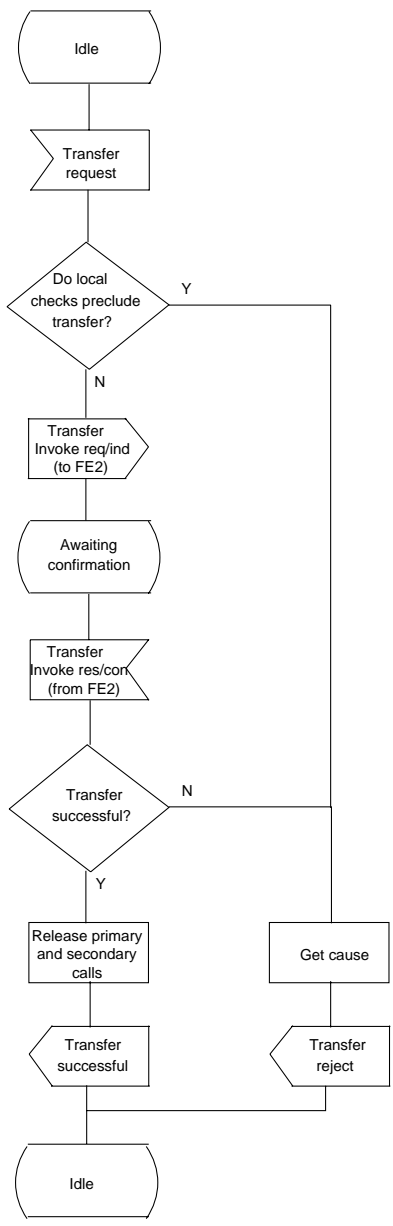 Idle
Transfer
request
Do local
checks preclude
transfer?
Y
N
Transfer
Invoke req/ind
(to FE2)
Awaiting
confirmation
Transfer
Invoke res/con
(from FE2)
Transfer
successful?
N
Y
Release primary
and secondary
calls
Get cause
Transfer
successful
Transfer
reject
Idle